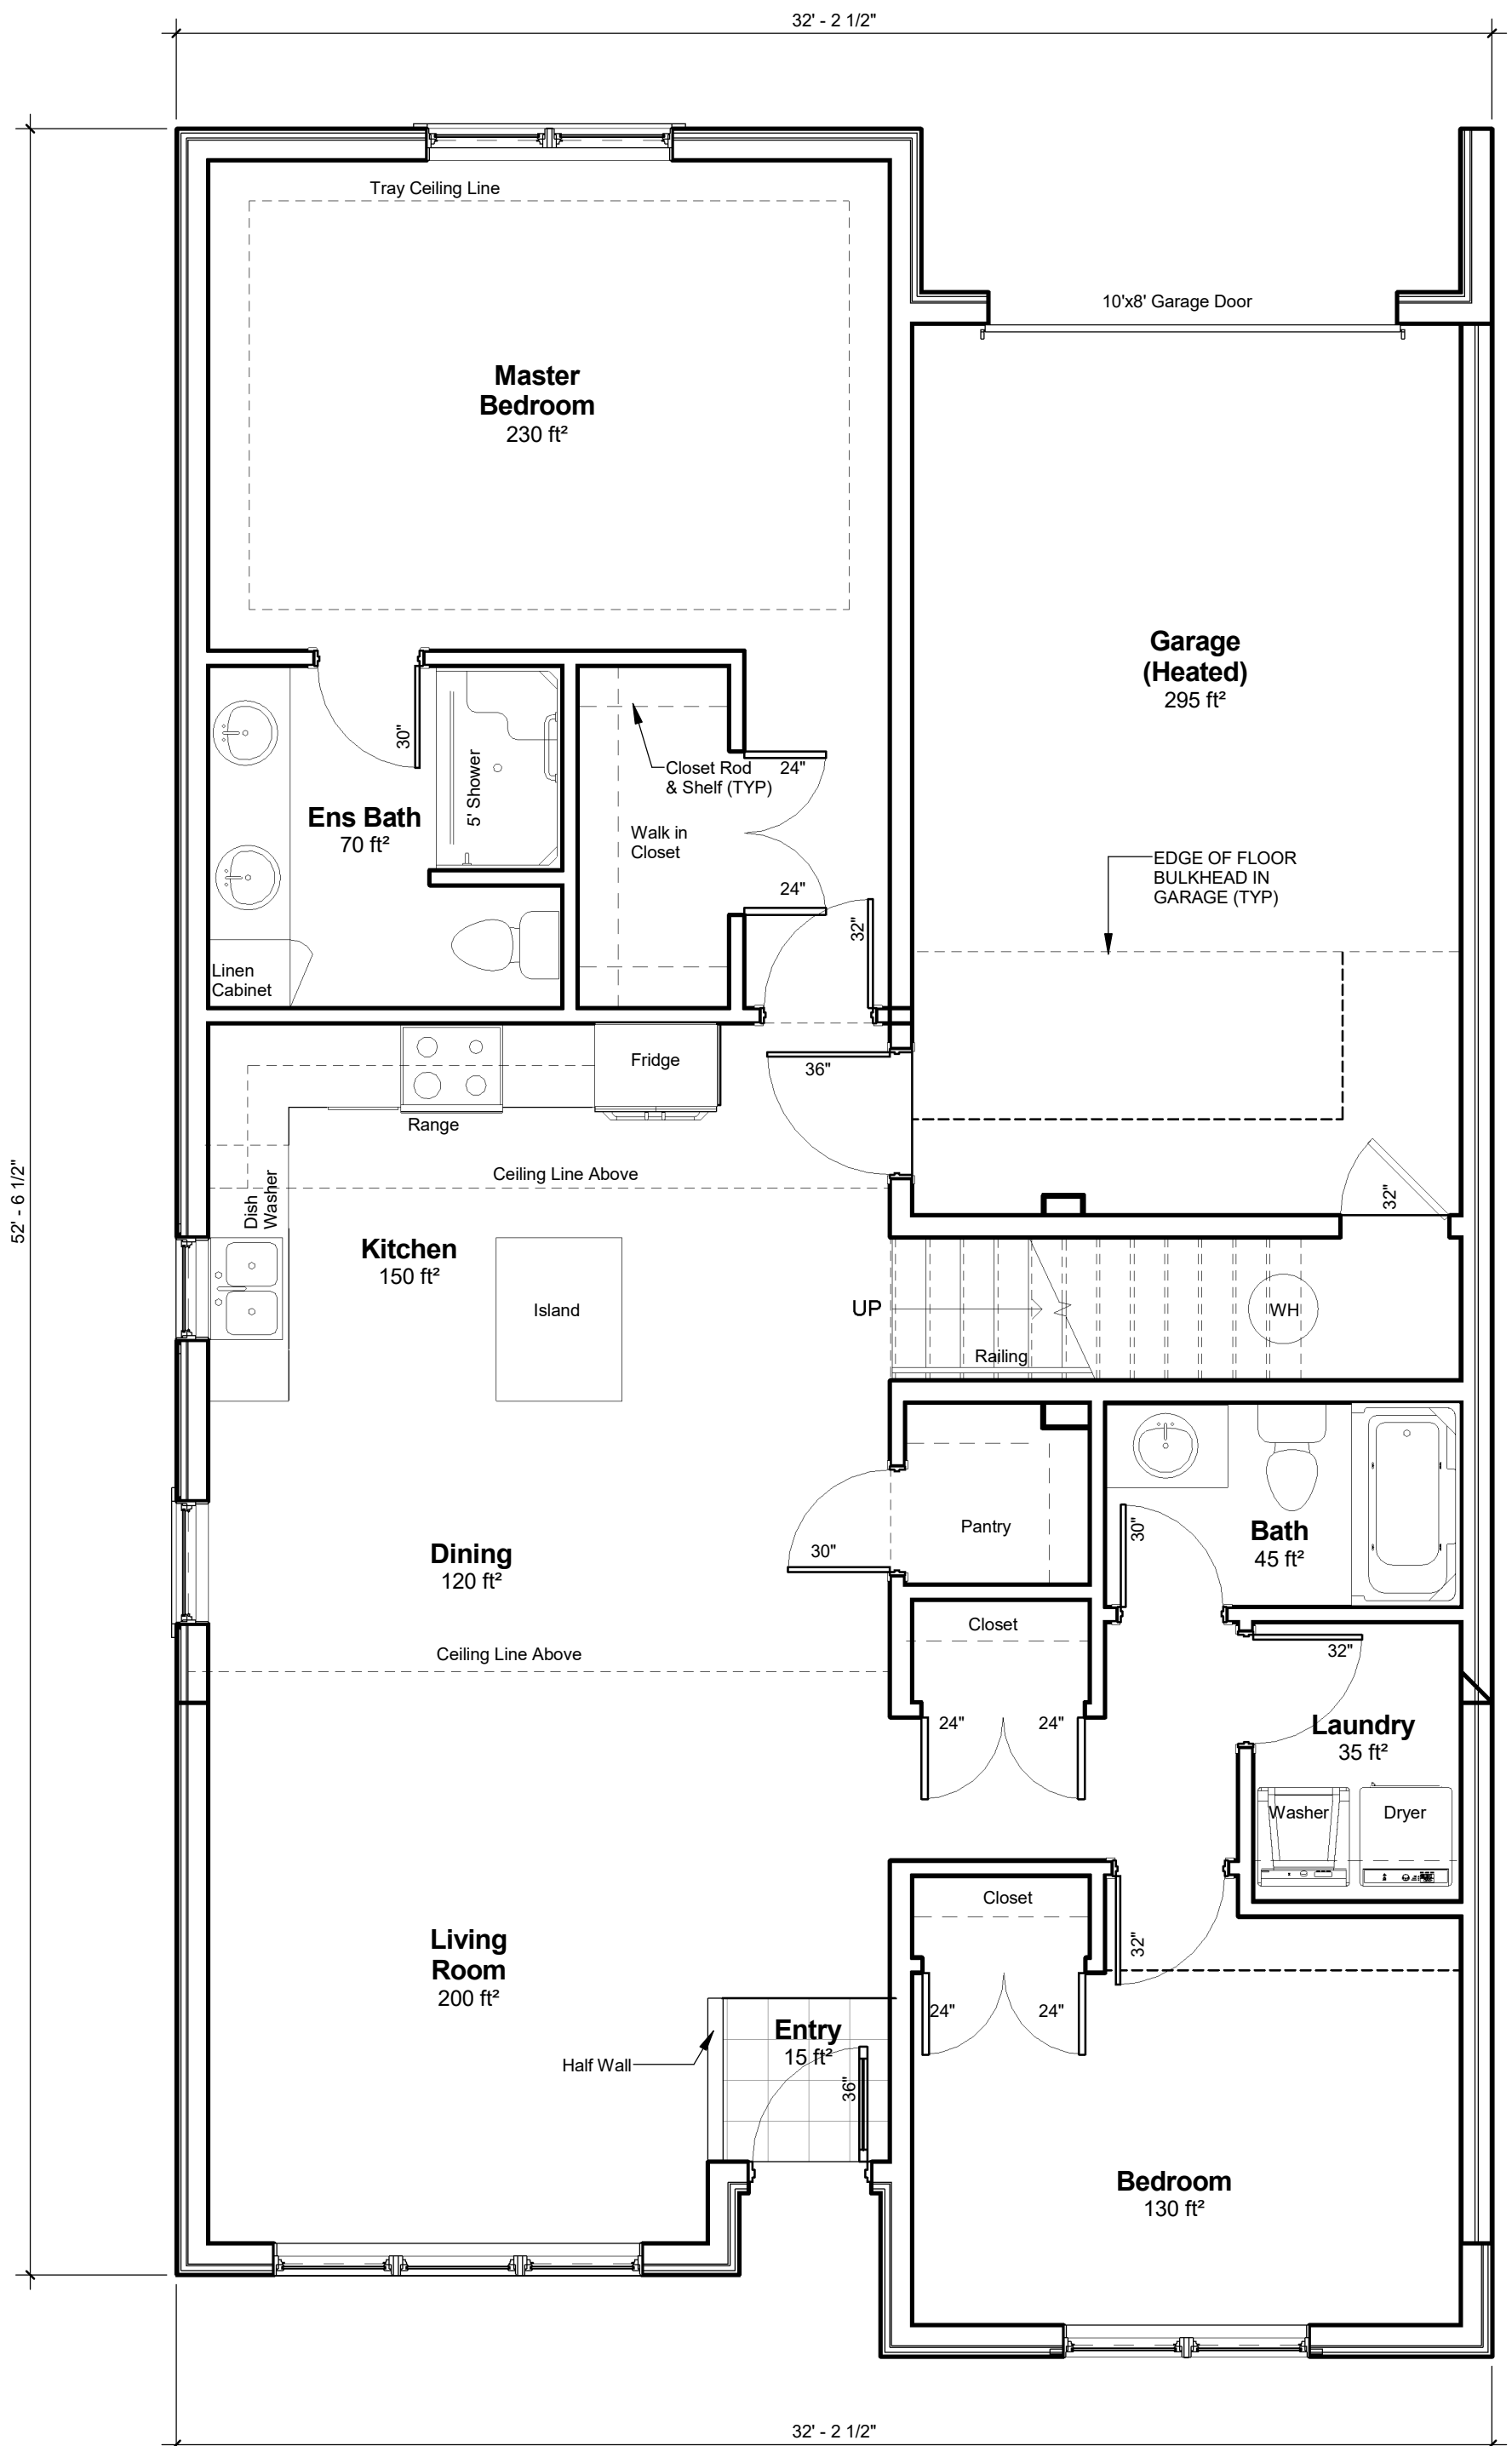 32' - 2 1/2"
Tray Ceiling Line
10'x8' Garage Door
Master
Bedroom
230 ft²
Garage
(Heated)
295 ft²
30"
5' Shower
Closet Rod
& Shelf (TYP)
24"
Ens Bath
70 ft²
Walk in
Closet
24"
32"
EDGE OF FLOOR
BULKHEAD IN
GARAGE (TYP)
Linen
Cabinet
Fridge
36"
Range
52' - 6 1/2"
Ceiling Line Above
Dish
Washer
32"
Kitchen
150 ft²
Island
UP
WH
Railing
Pantry
30"
30"
Bath
45 ft²
Dining
120 ft²
Closet
32"
Ceiling Line Above
24"
24"
Laundry
35 ft²
Washer
Dryer
Closet
32"
Living
Room
200 ft²
24"
24"
Entry
15 ft²
Half Wall
36"
Bedroom
130 ft²
32' - 2 1/2"